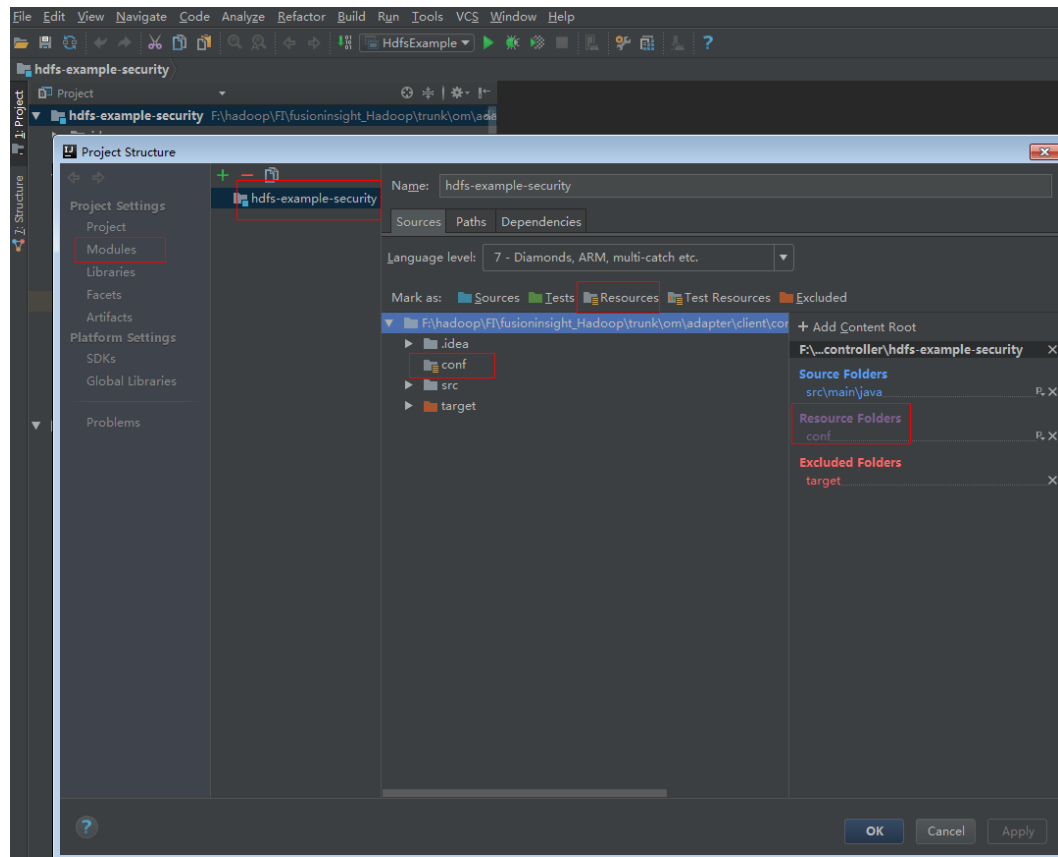 File Edit View Navigate Code Analyze Refactor Build Run Tools VCS Window Help
HdfsExample
hdfs-example-security
Project
hdfs-example-security F:\hadoop\FI\fusioninsight_Hadoop\trunk\om\ada
1: Project
7: Structure
Project Structure
Project Settings
Project
Modules
Libraries
Facets
Artifacts
Platform Settings
SDKs
Global Libraries
Problems
hdfs-example-security
Name: hdfs-example-security
Sources Paths Dependencies
Language level: 7 - Diamonds, ARM, multi-catch etc.
Mark as: Sources Tests Resources Test Resources Excluded
F:\hadoop\FI\fusioninsight_Hadoop\trunk\om\adapter\client\cor
.idea
conf
src
target
+ Add Content Root
F:\...controller\hdfs-example-security
Source Folders
src\main\java
Resource Folders
conf
Excluded Folders
target
OK Cancel Apply